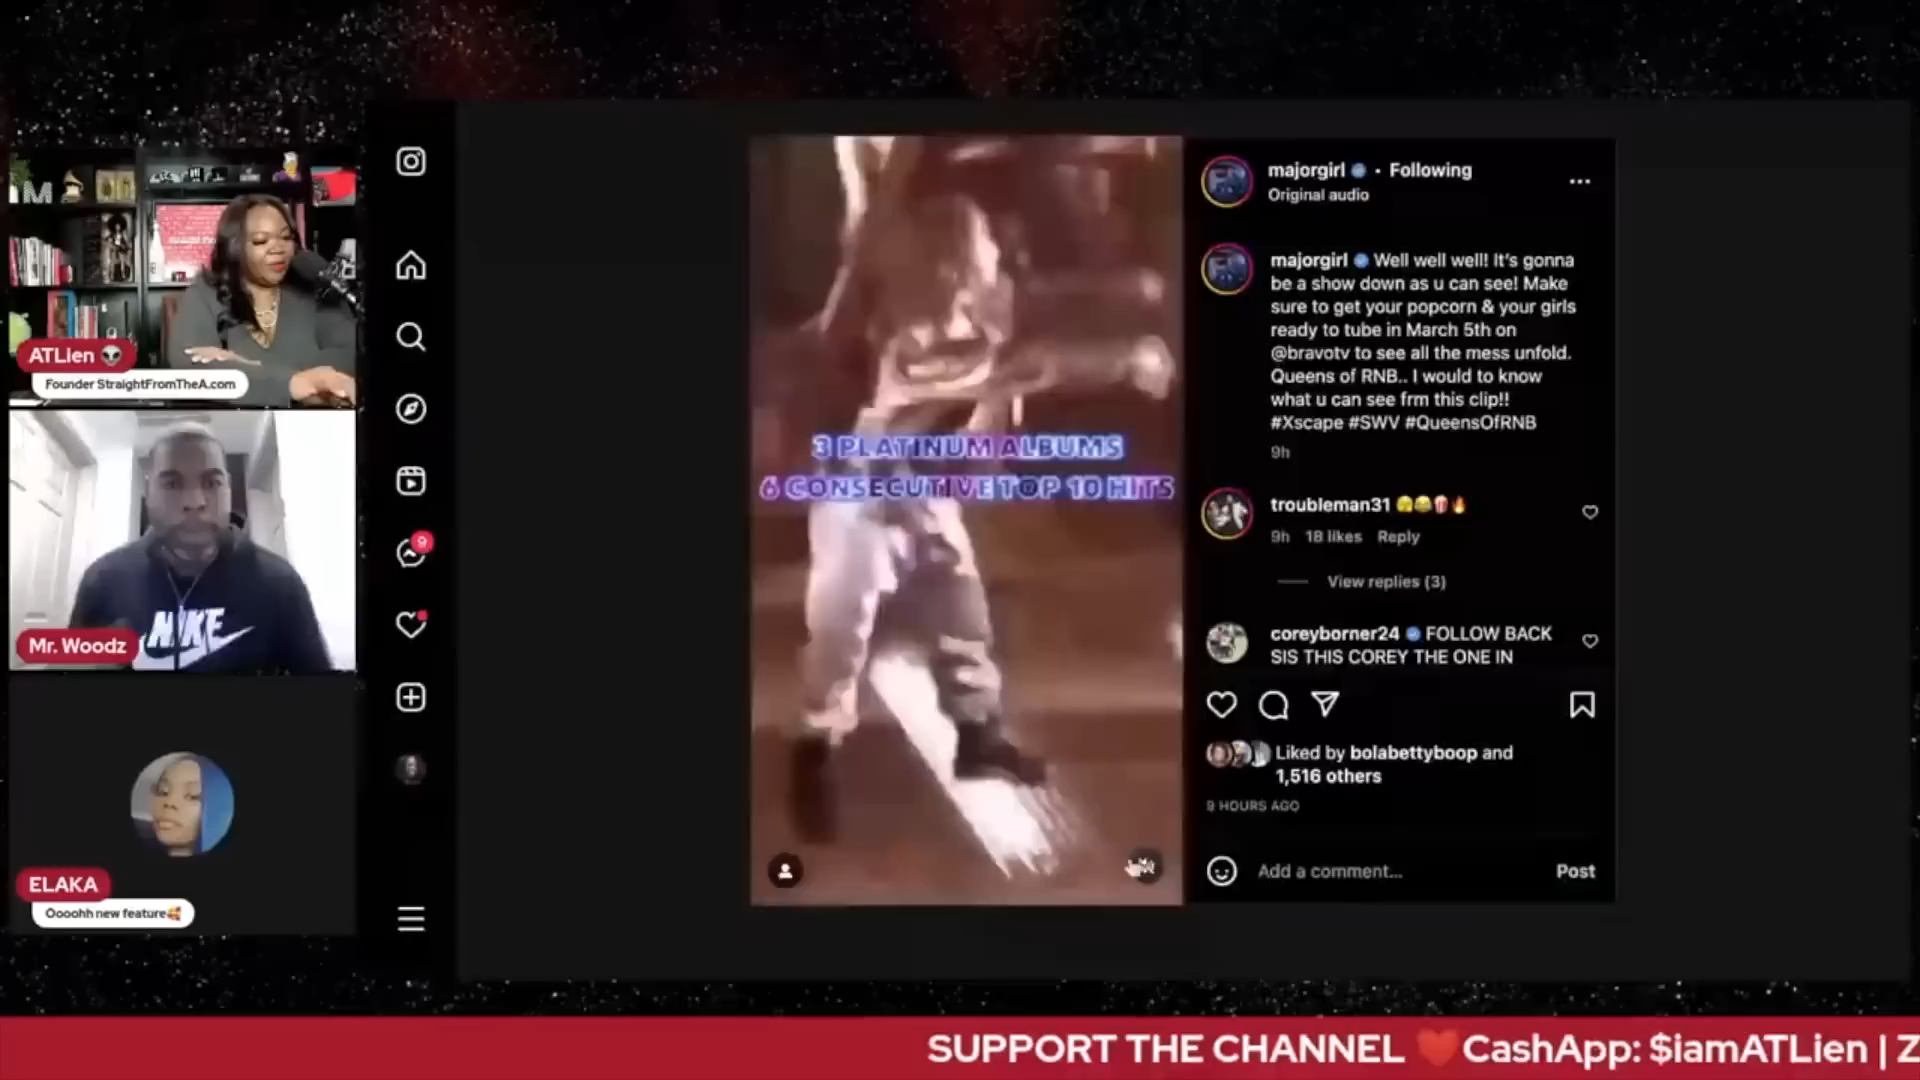 M
ATLien
Founder StraightFromTheA.com
NIKE
Mr. Woodz
ELAKA
Oooohh new feature
9
3 PLATINUM ALBUMS
6 CONSECUTIVE TOP 10 HITS
majorgirl • Following
Original audio
majorgirl Well well well! It's gonna
be a show down as u can see! Make
sure to get your popcorn & your girls
ready to tube in March 5th on
@bravotv to see all the mess unfold.
Queens of RNB.. I would to know
what u can see frm this clip!!
#Xscape #SWV #QueensOfRNB
9h
troubleman31
9h 18 likes Reply
View replies (3)
coreyborner24 FOLLOW BACK
SIS THIS COREY THE ONE IN
Liked by bolabettyboop and
1,516 others
9 HOURS AGO
Add a comment... Post
SUPPORT THE CHANNEL CashApp: $iamATLien | Z